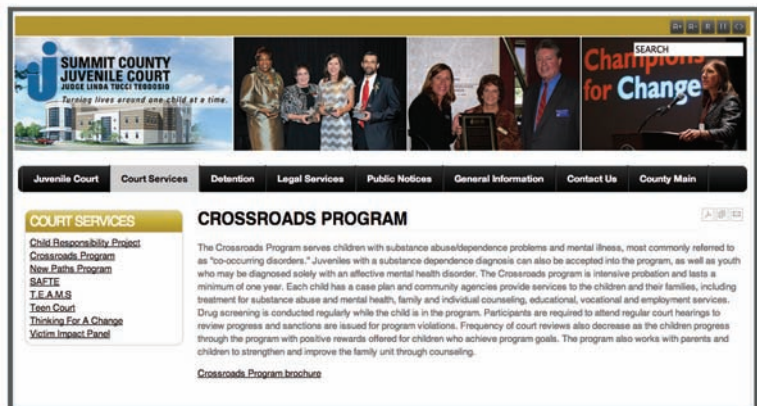 A+ A- R
SUMMIT COUNTY
JUVENILE COURT
JUDGE LINDA TUCCI TEODOSIO
Turning lives around one child at a time.
Champions
for Change
SEARCH
Juvenile Court Court Services Detention Legal Services Public Notices General Information Contact Us County Main
COURT SERVICES
Child Responsibility Project
Crossroads Program
New Paths Program
SAFTE
T.E.A.M.S
Teen Court
Thinking For A Change
Victim Impact Panel
CROSSROADS PROGRAM
The Crossroads Program serves children with substance abuse/dependence problems and mental illness, most commonly referred to
as "co-occurring disorders." Juveniles with a substance dependence diagnosis can also be accepted into the program, as well as youth
who may be diagnosed solely with an affective mental health disorder. The Crossroads program is intensive probation and lasts a
minimum of one year. Each child has a case plan and community agencies provide services to the children and their families, including
treatment for substance abuse and mental health, family and individual counseling, educational, vocational and employment services.
Drug screening is conducted regularly while the child is in the program. Participants are required to attend regular court hearings to
review progress and sanctions are issued for program violations. Frequency of court reviews also decrease as the children progress
through the program with positive rewards offered for children who achieve program goals. The program also works with parents and
children to strengthen and improve the family unit through counseling.
Crossroads Program brochure